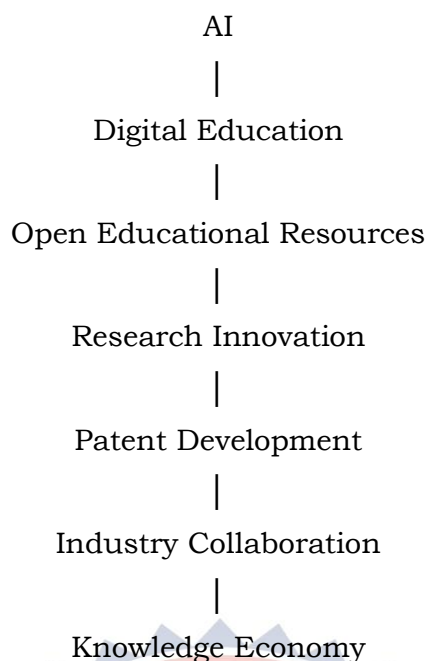 AI
Digital Education
Open Educational Resources
Research Innovation
Patent Development
Industry Collaboration
Knowledge Economy